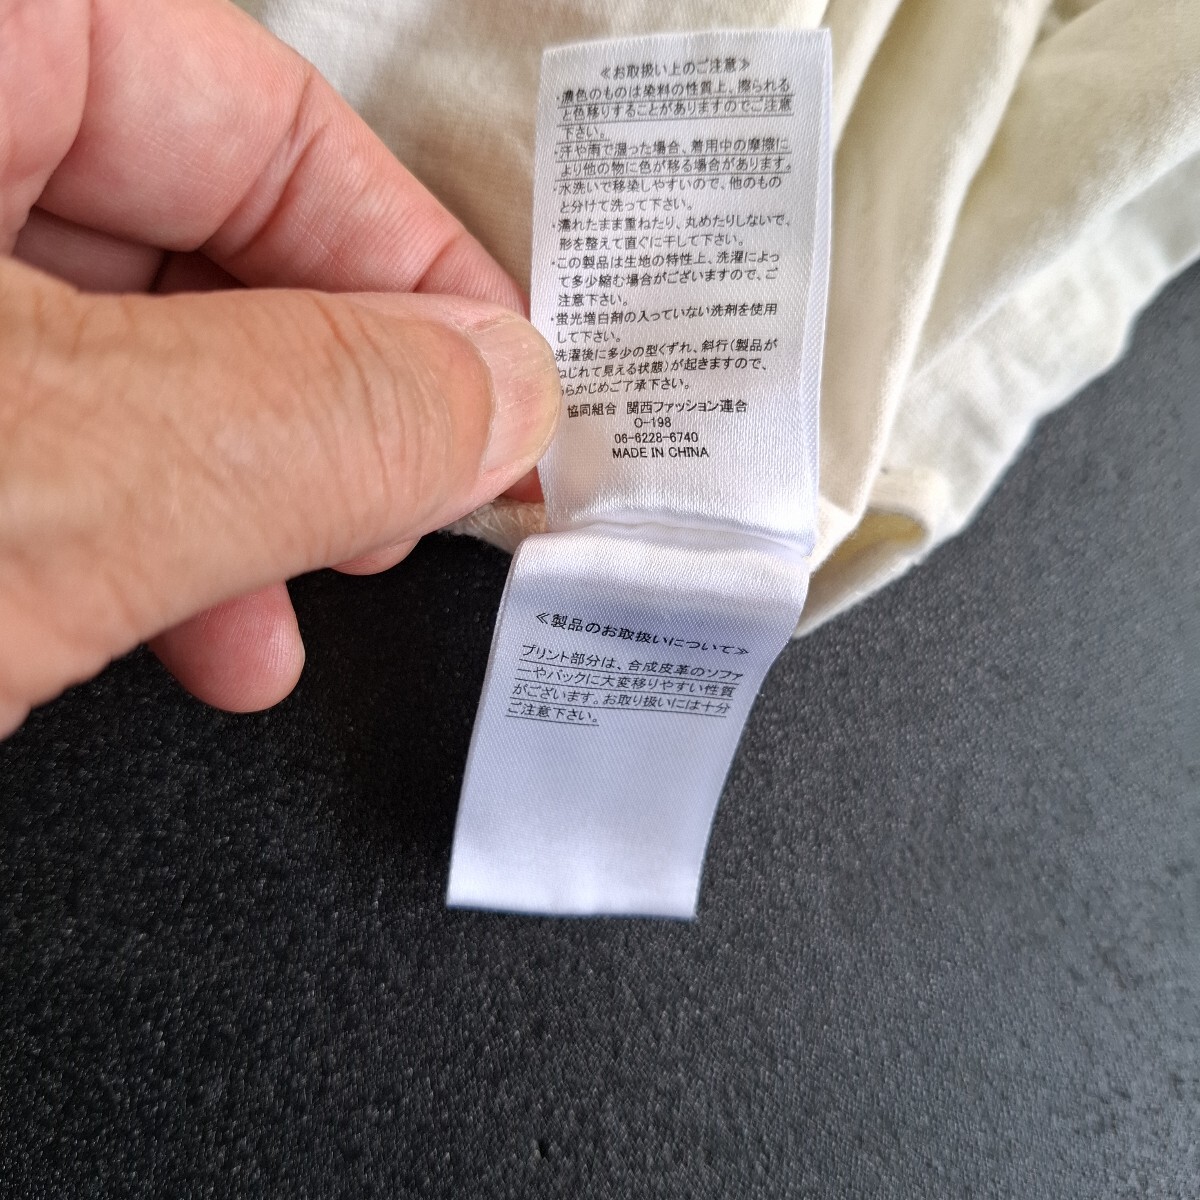 ≪お取扱い上のご注意≫
・濃色のものは染料の性質上、擦られる
と色移りすることがありますのでご注意
下さい。
汗や雨で湿った場合、着用中の摩擦に
より他の物に色が移る場合があります。
・水洗いで移染しやすいので、他のもの
と分けて洗って下さい。
・濡れたまま重ねたり、丸めたりしないで、
形を整えて直ぐに干して下さい。
・この製品は生地の特性上、洗濯によっ
て多少縮む場合がございますので、ご
注意下さい。
・蛍光増白剤の入っていない洗剤を使用
して下さい。
洗濯後に多少の型くずれ、斜行(製品が
ねじれて見える状態)が起きますので、
らかじめご了承下さい。
協同組合 関西ファッション連合
O-198
06-6228-6740
MADE IN CHINA
≪製品のお取扱いについて≫
プリント部分は、合成皮革のソファ
ーやバックに大変移りやすい性質
がございます。お取り扱いには十分
ご注意下さい。